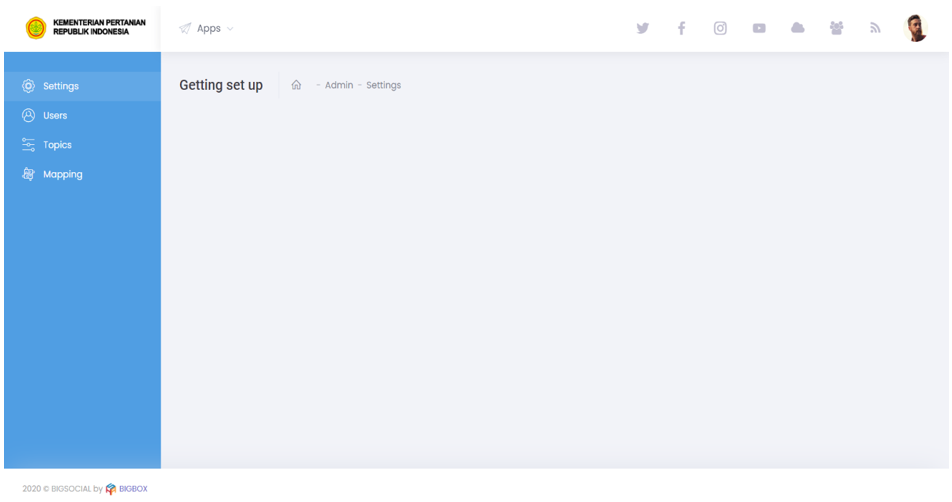 KEMENTERIAN PERTANIAN
REPUBLIK INDONESIA
Apps
Settings
Users
Topics
Mapping
Getting set up
- Admin - Settings
2020 © BIGSOCIAL by BIGBOX